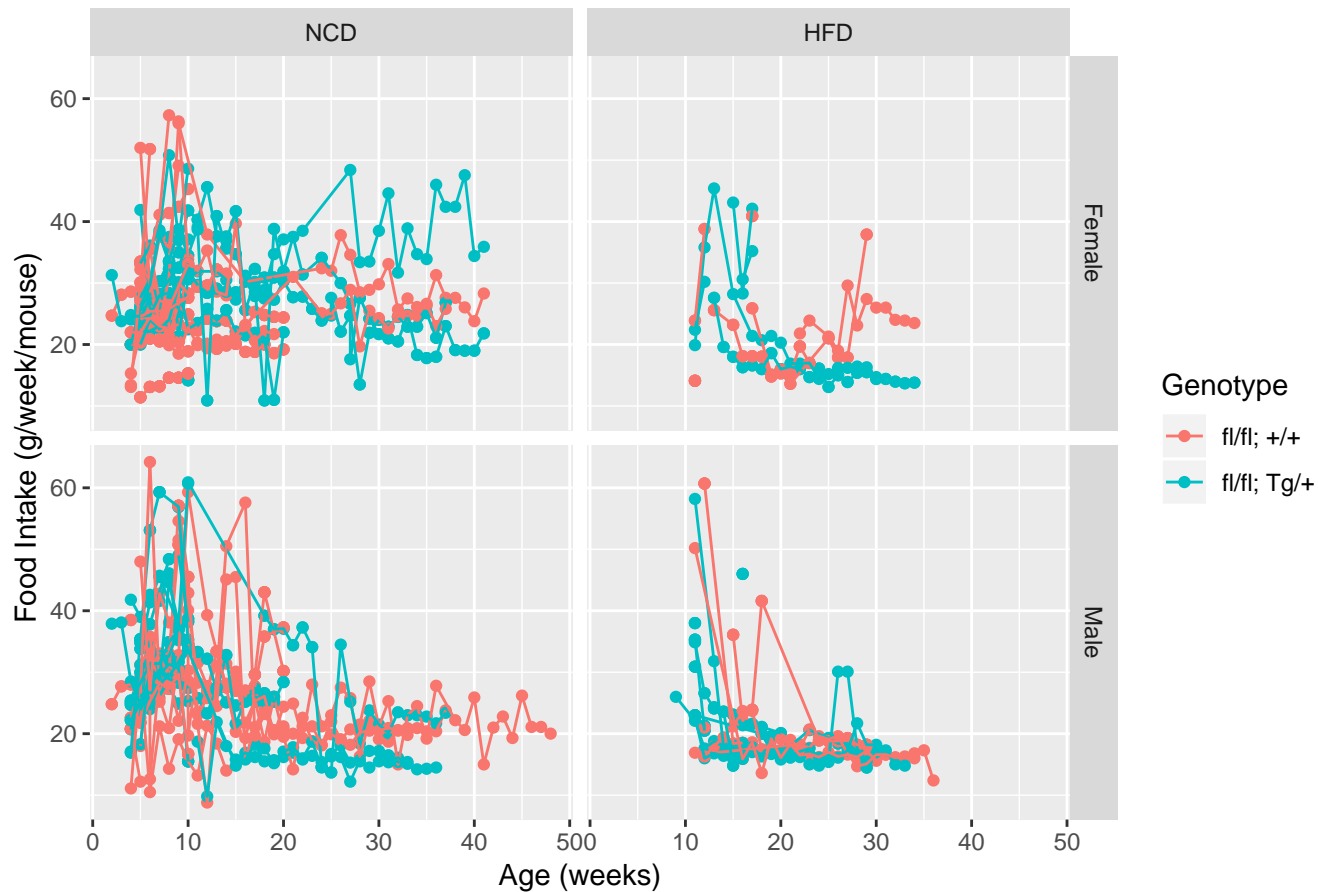 NCD HFD
60
40
20
Female
60
40
20
Male
0 10 20 30 40 50 0 10 20 30 40 50
Age (weeks)
Food Intake (g/week/mouse)
Genotype
fl/fl; +/+
fl/fl; Tg/+